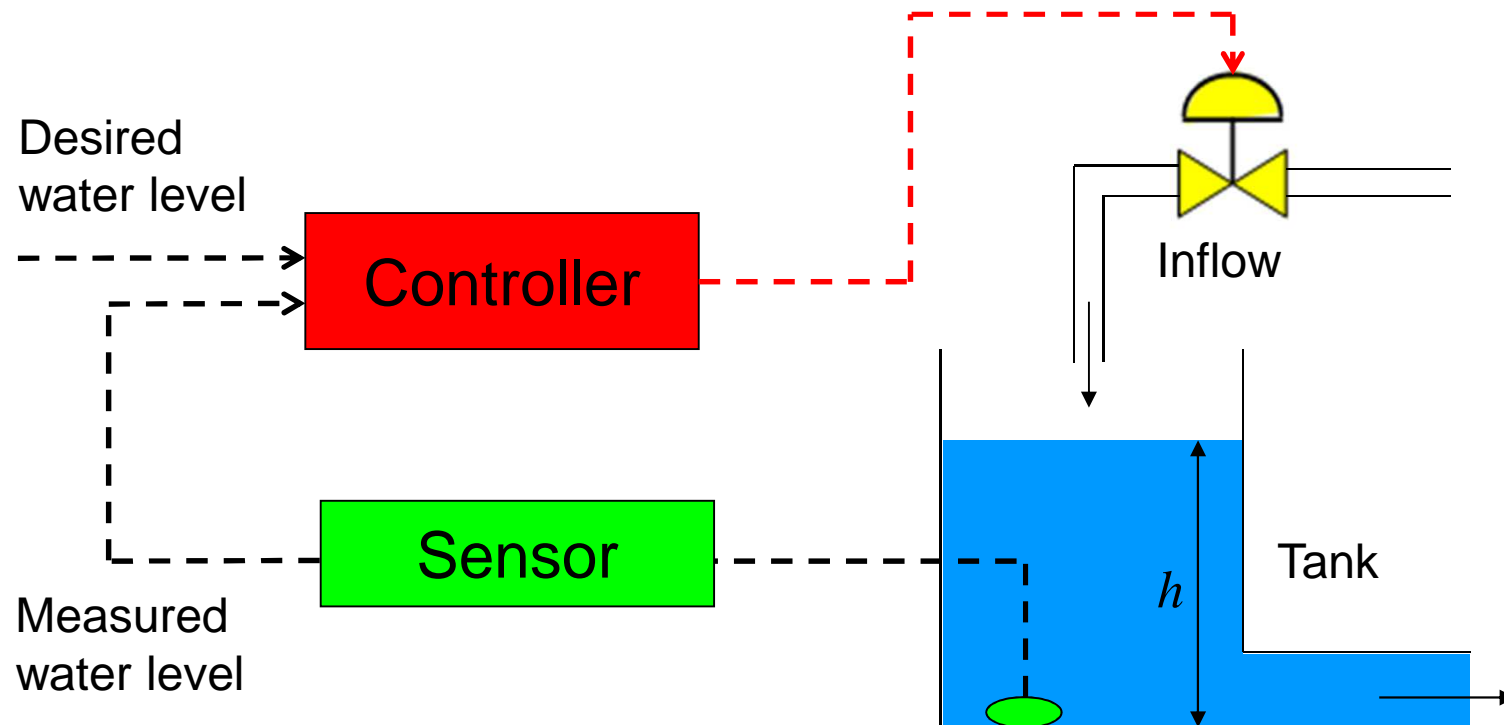 Desired
water level
Controller
Inflow
Sensor
Tank
h
Measured
water level